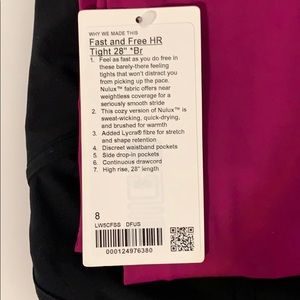 WHY WE MADE THIS
Fast and Free HR
Tight 28" *Br
1. Feel as fast as you do free in
these barely-there feeling
tights that won't distract you
from picking up the pace.
Nulux™ fabric offers near
weightless coverage for a
seriously smooth stride
2. This cozy version of Nulux™ is
sweat-wicking, quick-drying,
and brushed for warmth
3. Added Lycra® fibre for stretch
and shape retention
4. Discreet waistband pockets
5. Side drop-in pockets
6. Continuous drawcord
7. High rise, 28" length
8
LW5CFSS DFUS
000124976380